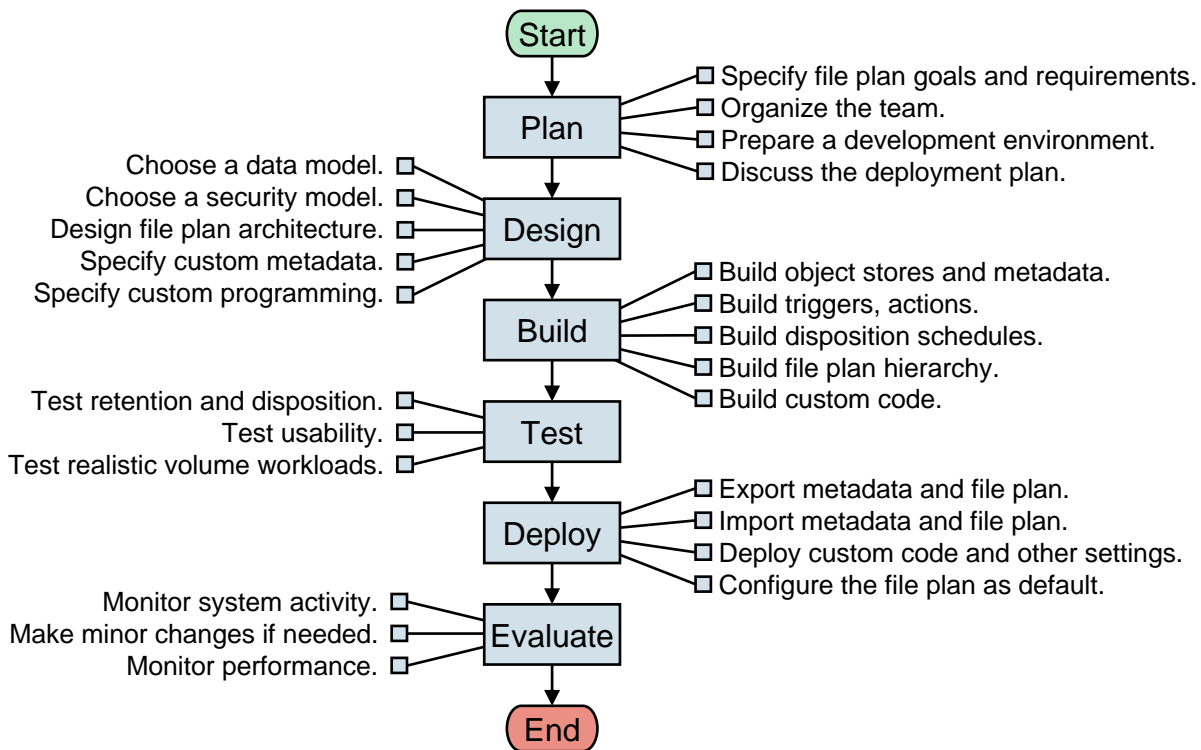 Start
Plan
Specify file plan goals and requirements.
Organize the team.
Prepare a development environment.
Discuss the deployment plan.
Design
Choose a data model.
Choose a security model.
Design file plan architecture.
Specify custom metadata.
Specify custom programming.
Build
Build object stores and metadata.
Build triggers, actions.
Build disposition schedules.
Build file plan hierarchy.
Build custom code.
Test
Test retention and disposition.
Test usability.
Test realistic volume workloads.
Deploy
Export metadata and file plan.
Import metadata and file plan.
Deploy custom code and other settings.
Configure the file plan as default.
Evaluate
Monitor system activity.
Make minor changes if needed.
Monitor performance.
End